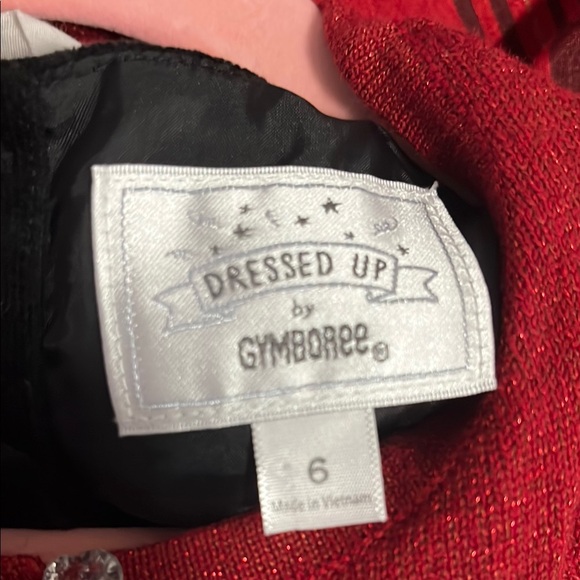 DRESSED UP
by
GYMBOREE®
6
Made in Vietnam